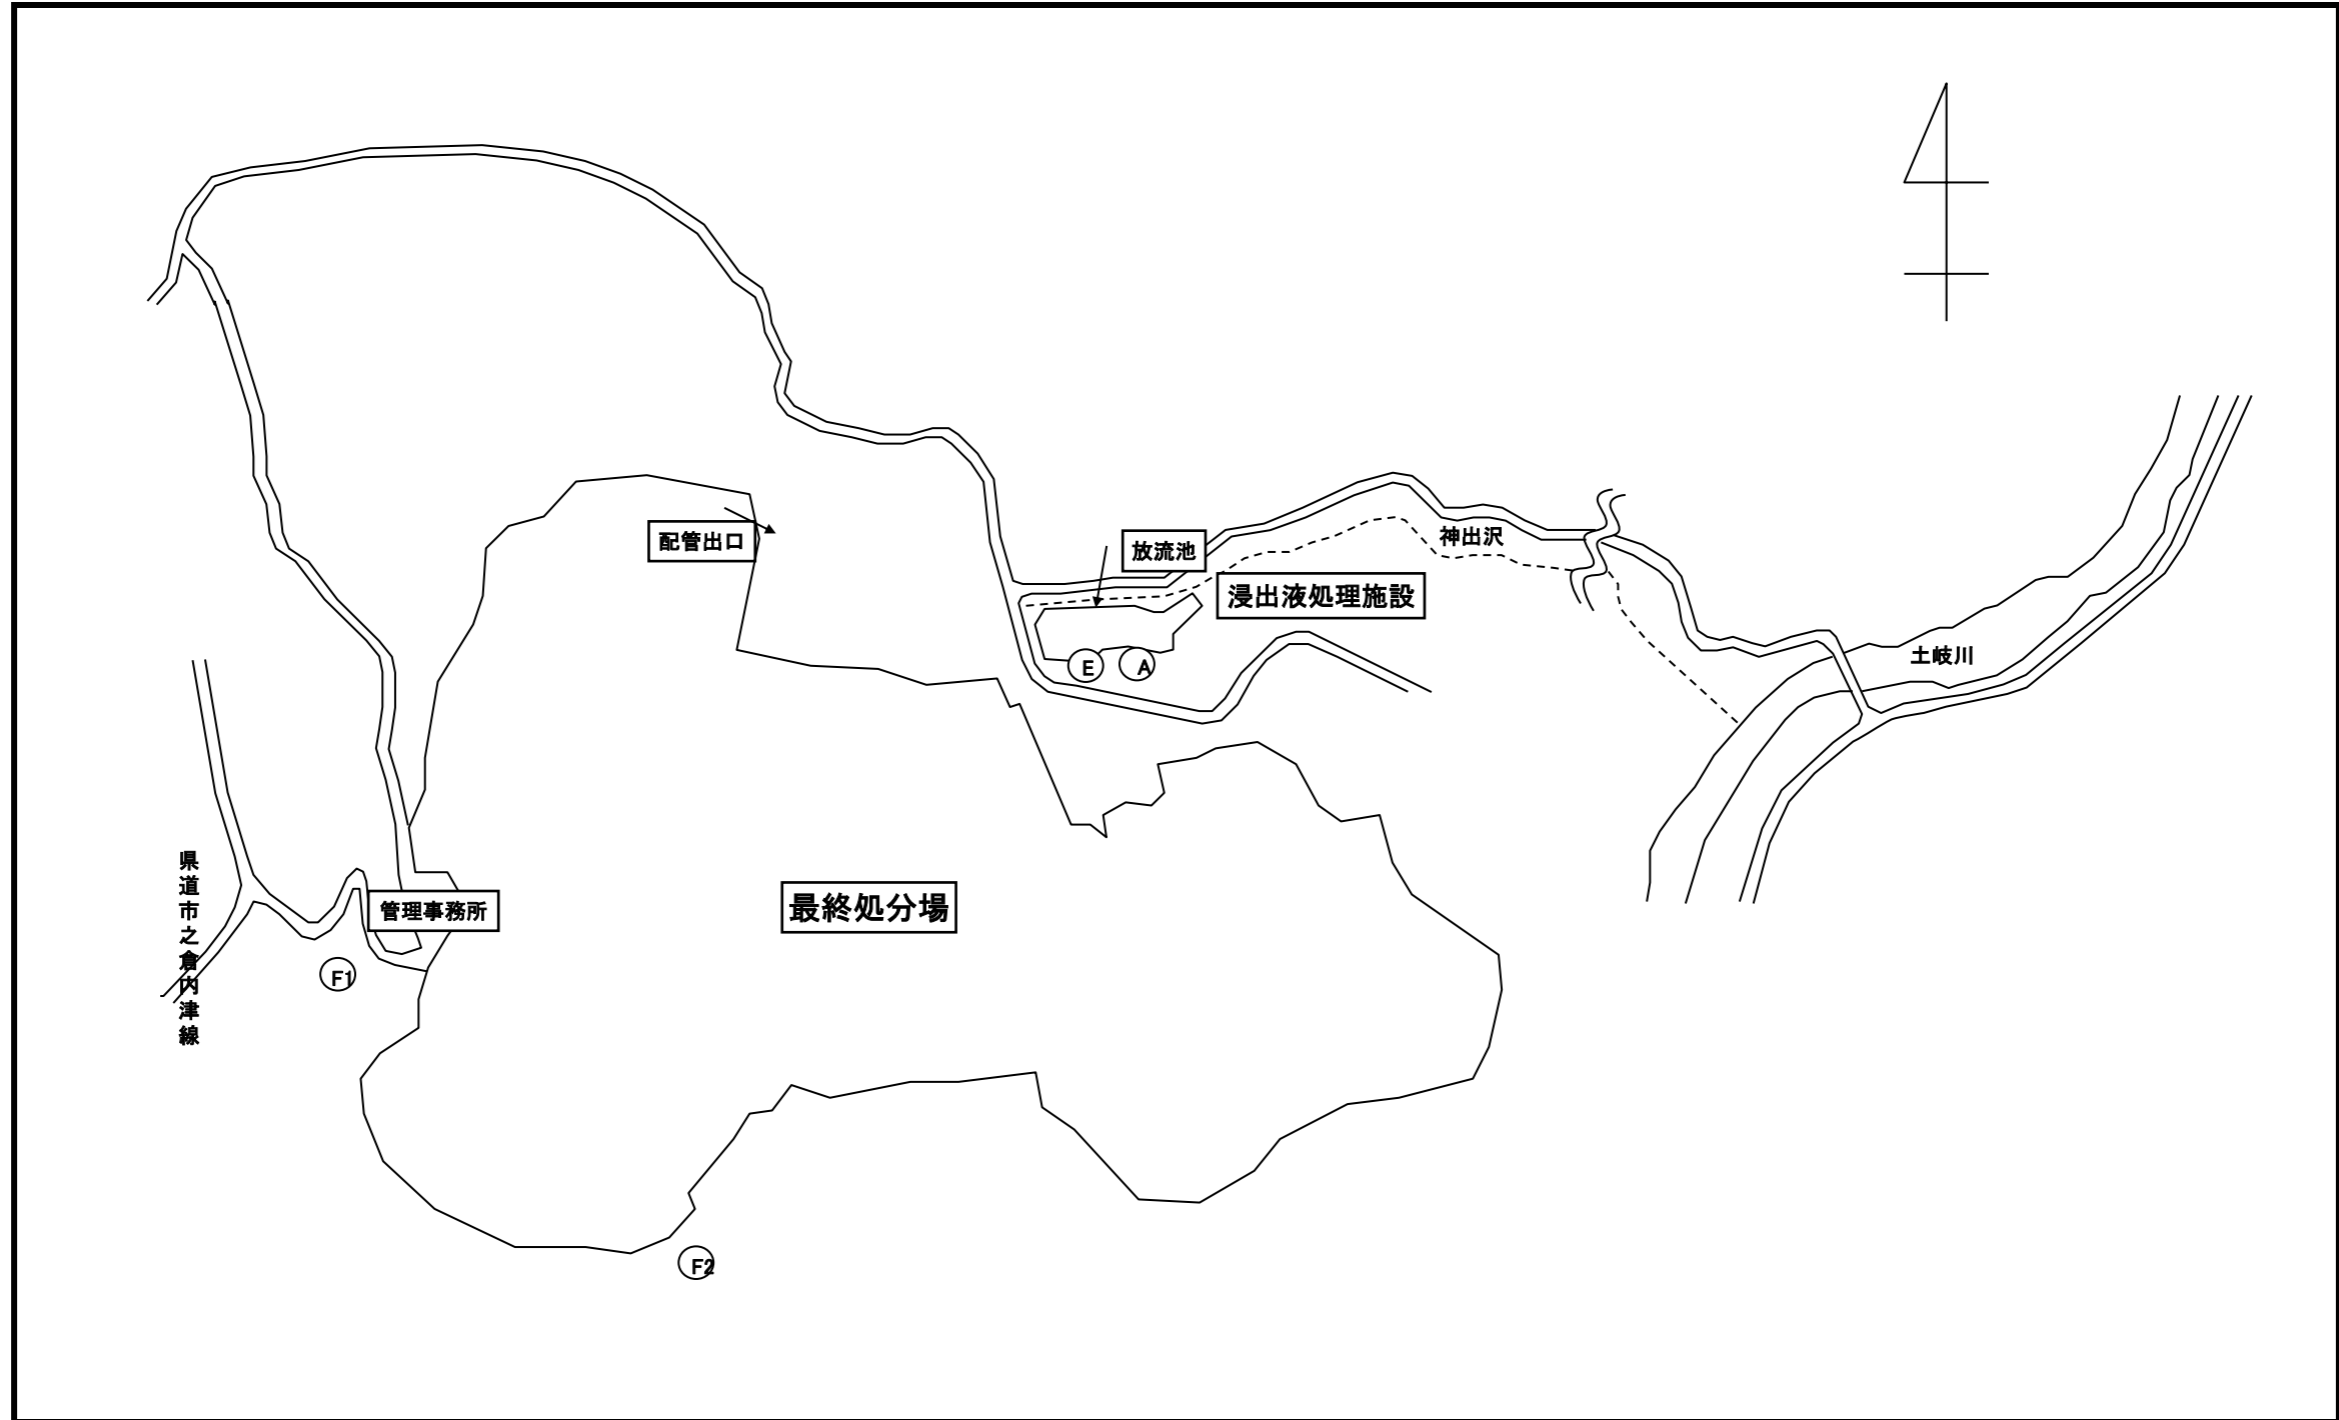 配管出口
放流池
神出沢
浸出液処理施設
土岐川
E
A
県道市之倉内津線
管理事務所
最終処分場
F1
F2